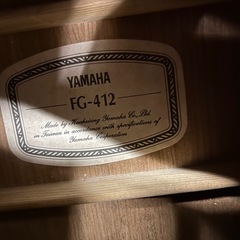 YAMAHA
FG-412
Made by Kaohsiung Yamaha Co., Ltd.
in Taiwan in accordance with specifications of
Yamaha Corporation